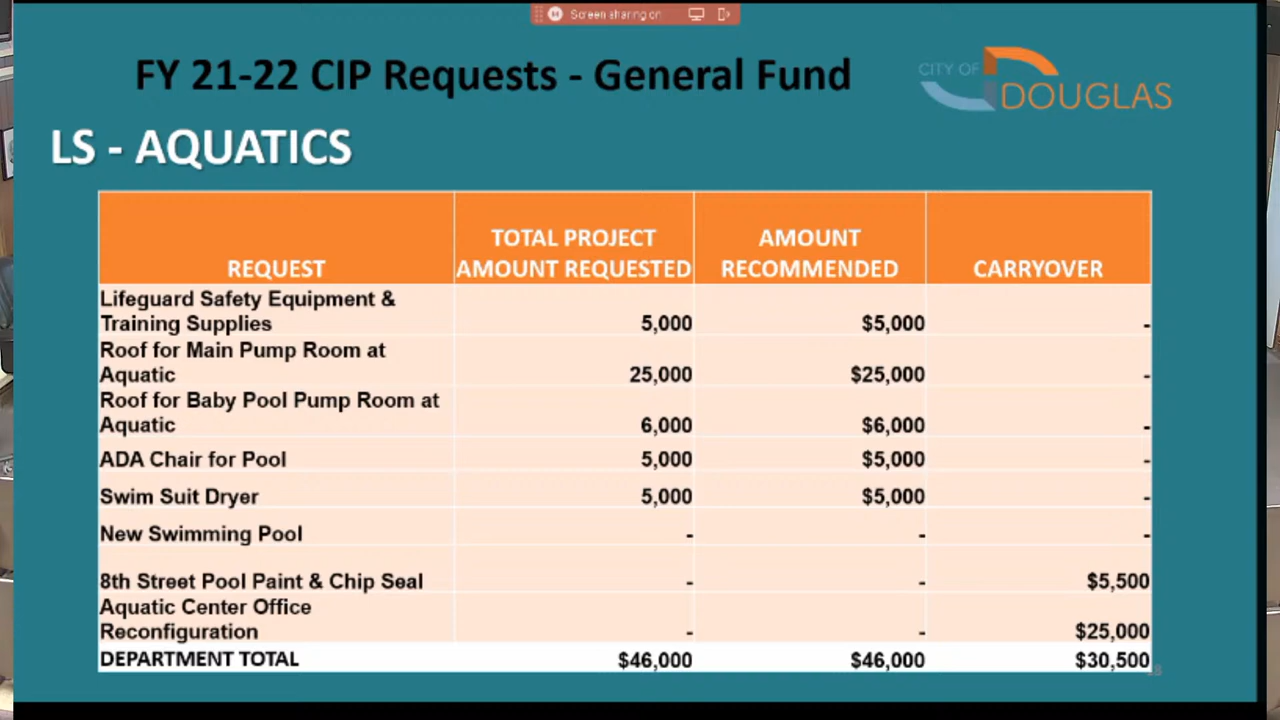 Screen sharing on
FY 21-22 CIP Requests - General Fund
CITY OF
DOUGLAS
LS - AQUATICS
REQUEST
TOTAL PROJECT
AMOUNT REQUESTED
AMOUNT
RECOMMENDED
CARRYOVER
Lifeguard Safety Equipment &
Training Supplies
5,000
$5,000
-
Roof for Main Pump Room at
Aquatic
25,000
$25,000
-
Roof for Baby Pool Pump Room at
Aquatic
6,000
$6,000
-
ADA Chair for Pool
5,000
$5,000
-
Swim Suit Dryer
5,000
$5,000
-
New Swimming Pool
-
-
-
8th Street Pool Paint & Chip Seal
-
-
$5,500
Aquatic Center Office
Reconfiguration
-
-
$25,000
DEPARTMENT TOTAL
$46,000
$46,000
$30,500